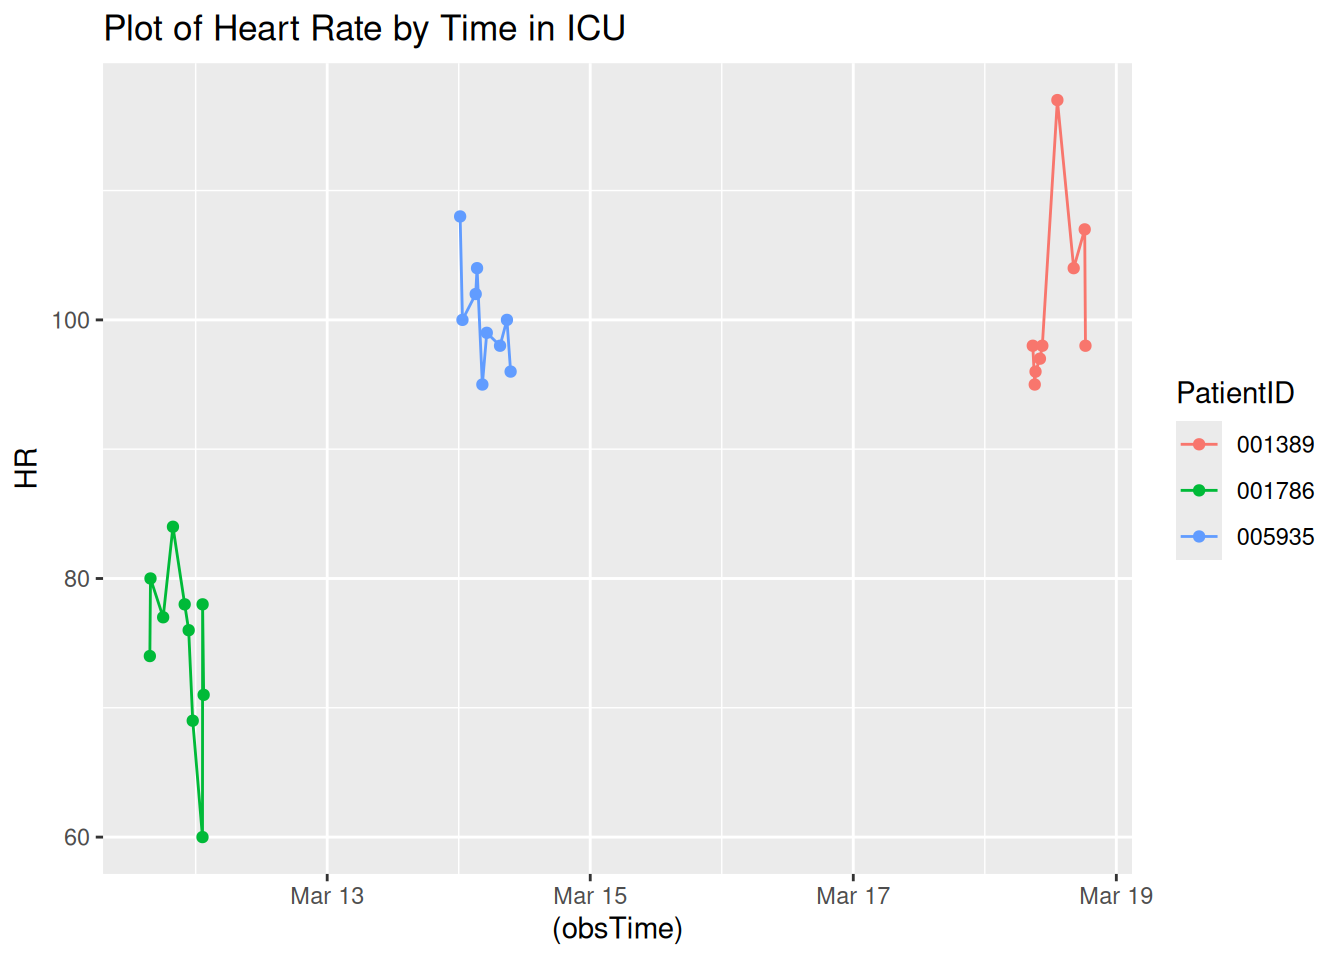 Plot of Heart Rate by Time in ICU
HR
100
80
60
Mar 13
Mar 15
Mar 17
Mar 19
(obsTime)
PatientID
001389
001786
005935